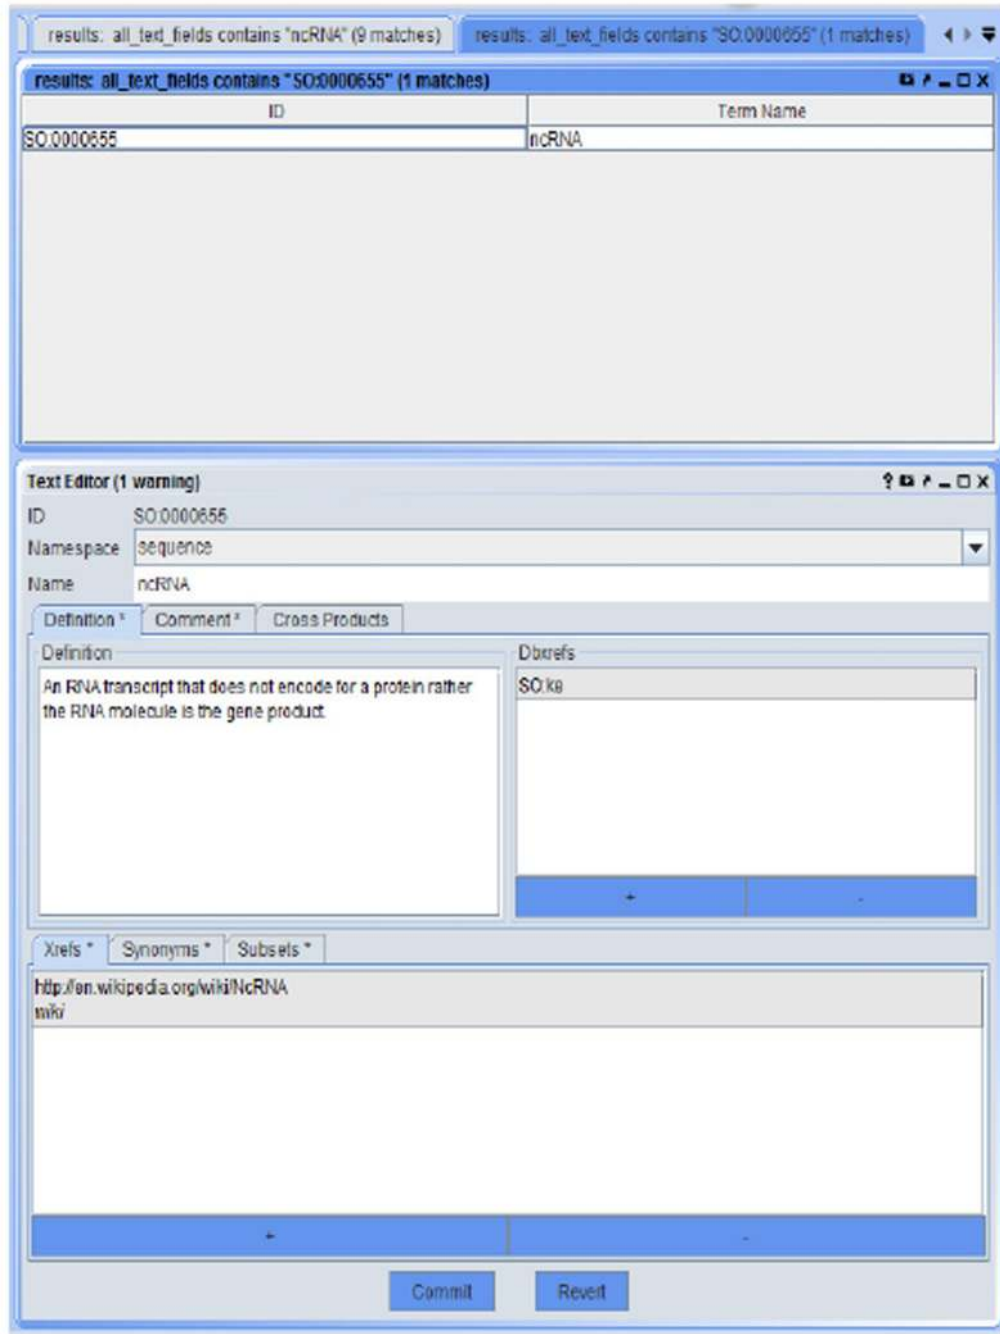 results: all_text_fields contains "ncRNA" (9 matches) results: all_text_fields contains "SO:0000655" (1 matches)
results: all_text_fields contains "SO:0000655" (1 matches)
ID Term Name
SO:0000655 ncRNA
Text Editor (1 warning)
ID SO:0000655
Namespace sequence
Name ncRNA
Definition * Comment * Cross Products
Definition Dbxrefs
An RNA transcript that does not encode for a protein rather SO:ke
the RNA molecule is the gene product.
+ -
Xrefs * Synonyms * Subsets *
http://en.wikipedia.org/wiki/NcRNA
wiki
+ -
Commit Revert